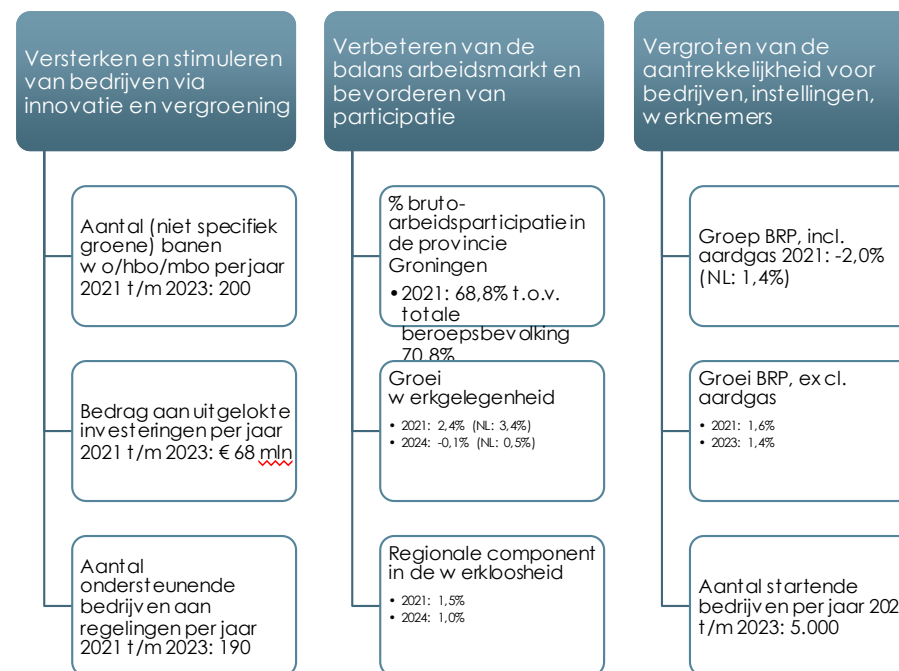 Versterken en stimuleren
van bedrijven via
innovatie en vergroening
Aantal (niet specifiek
groene) banen
wo/hbo/mbo per jaar
2021 t/m 2023: 200
Bedrag aan uitgelokte
investeringen per jaar
2021 t/m 2023: € 68 mln
Aantal
ondersteunende
bedrijven aan
regelingen per jaar
2021 t/m 2023: 190
Verbeteren van de
balans arbeidsmarkt en
bevorderen van
participatie
% bruto-
arbeidsparticipatie in
de provincie
Groningen
• 2021: 68,8% t.o.v.
totale
beroepsbevolking
70,8%
Groei
werkgelegenheid
• 2021: 2,4% (NL: 3,4%)
• 2024: -0,1% (NL: 0,5%)
Regionale component
in de werkloosheid
• 2021: 1,5%
• 2024: 1,0%
Vergroten van de
aantrekkelijkheid voor
bedrijven, instellingen,
werknemers
Groep BRP, incl.
aardgas 2021: -2,0%
(NL: 1,4%)
Groei BRP, excl.
aardgas
• 2021: 1,6%
• 2023: 1,4%
Aantal startende
bedrijven per jaar 202
t/m 2023: 5.000